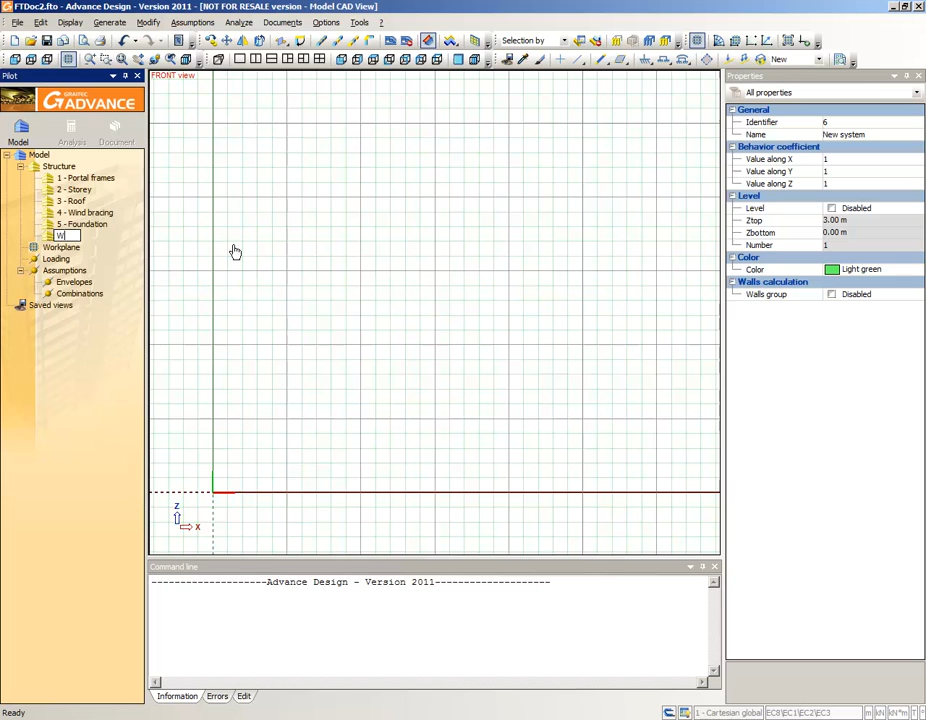 FTDoc2.fto - Advance Design - Version 2011 - [NOT FOR RESALE version - Model CAD View]
File Edit Display Generate Modify Assumptions Analyze Documents Options Tools ?
Selection by
New
Pilot
FRONT view
Properties
GRAITEC
ADVANCE
Model Analysis Document
Model
Structure
1 - Portal frames
2 - Storey
3 - Roof
4 - Wind bracing
5 - Foundation
W
Workplane
Loading
Assumptions
Envelopes
Combinations
Saved views
Z
X
All properties
General
Identifier 6
Name New system
Behavior coefficient
Value along X 1
Value along Y 1
Value along Z 1
Level
Level Disabled
Ztop 3.00 m
Zbottom 0.00 m
Number 1
Color
Color Light green
Walls calculation
Walls group Disabled
Command line
--------------------Advance Design - Version 2011--------------------
Information Errors Edit
Ready
1 - Cartesian global EC8/EC1/EC2/EC3 m kN kN*m T °